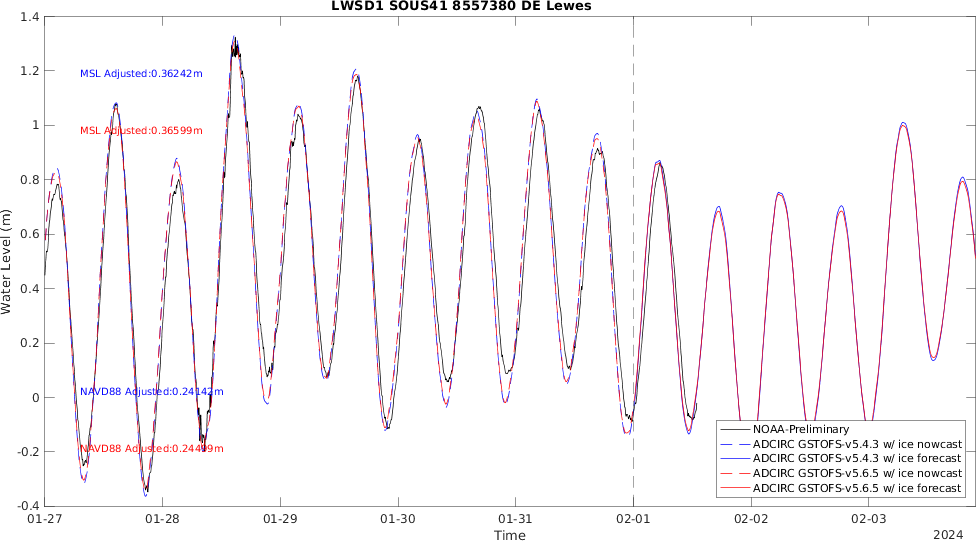 LWSD1 SOUS41 8557380 DE Lewes
1.4
1.2
1
0.8
0.6
0.4
0.2
0
-0.2
-0.4
Water Level (m)
MSL Adjusted:0.36242m
MSL Adjusted:0.36599m
NAVD88 Adjusted:0.24142m
NAVD88 Adjusted:0.24499m
NOAA-Preliminary
ADCIRC GSTOFS-v5.4.3 w/ ice nowcast
ADCIRC GSTOFS-v5.4.3 w/ ice forecast
ADCIRC GSTOFS-v5.6.5 w/ ice nowcast
ADCIRC GSTOFS-v5.6.5 w/ ice forecast
01-27 01-28 01-29 01-30 01-31 02-01 02-02 02-03
Time
2024